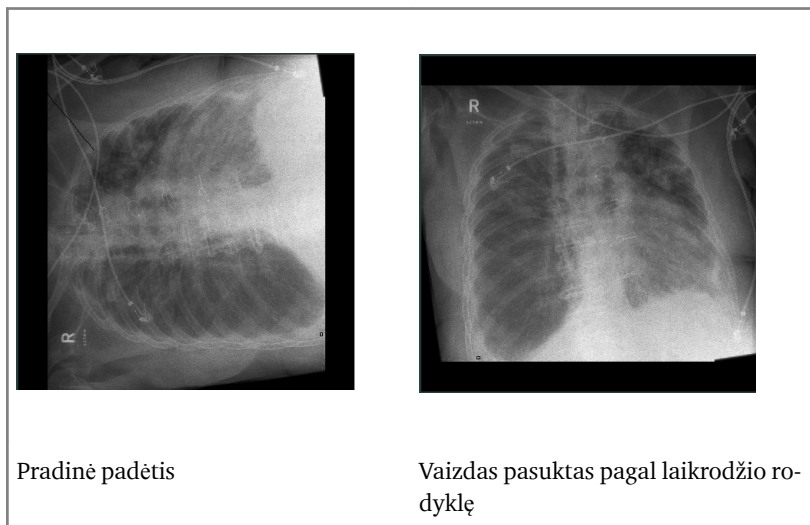 R
R
Pradinė padėtis
Vaizdas pasuktas pagal laikrodžio ro-
dyklę